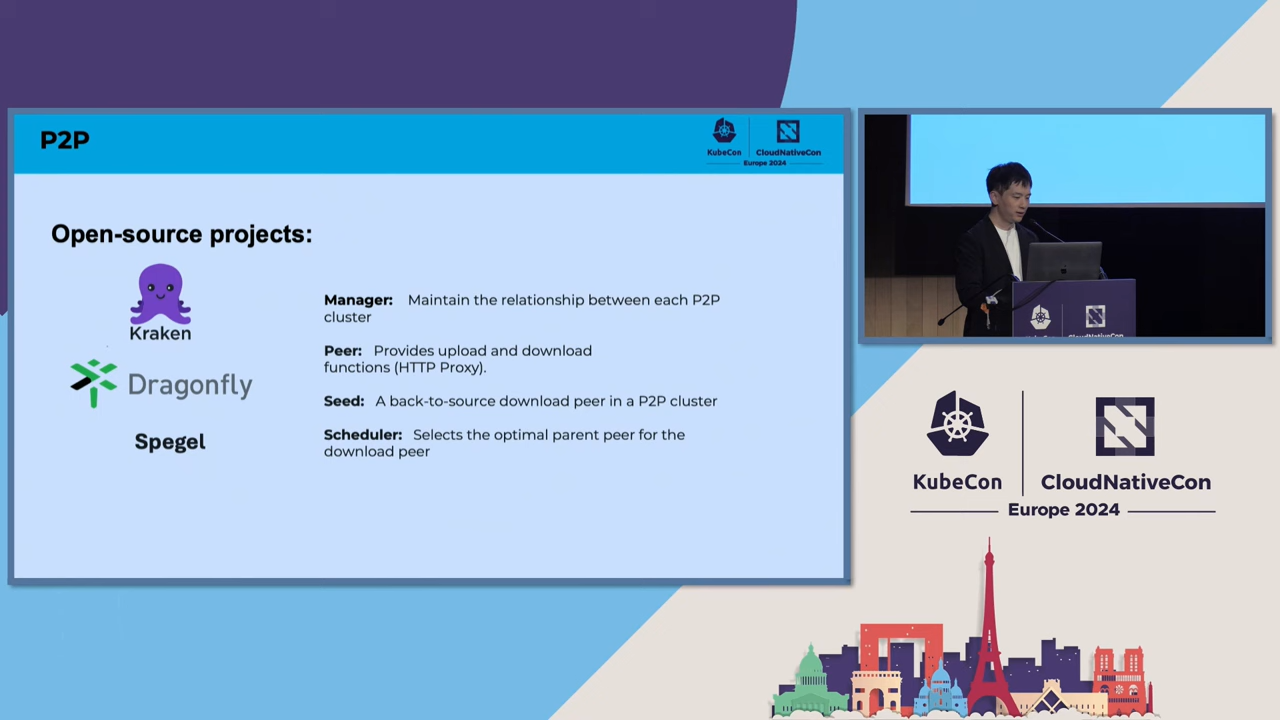 P2P
KubeCon
CloudNativeCon
Europe 2024
Open-source projects:
Kraken
Dragonfly
Spegel
Manager: Maintain the relationship between each P2P
cluster
Peer: Provides upload and download
functions (HTTP Proxy).
Seed: A back-to-source download peer in a P2P cluster
Scheduler: Selects the optimal parent peer for the
download peer
KubeCon
CloudNativeCon
Europe 2024